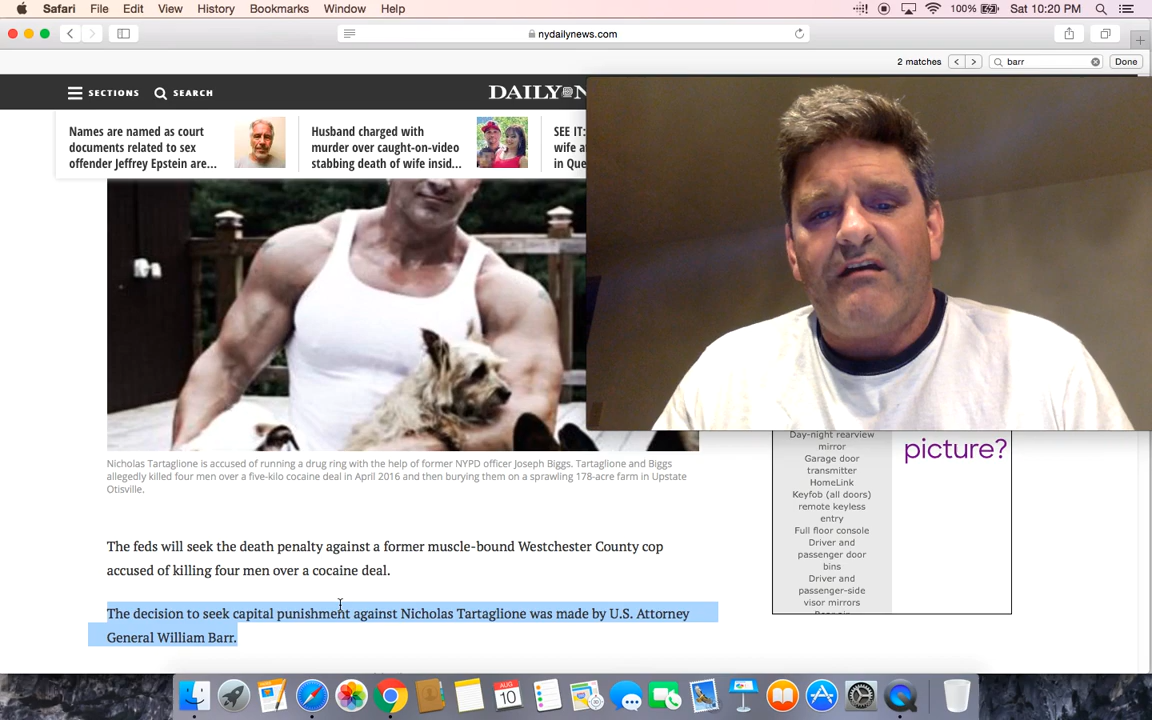 Safari File Edit View History Bookmarks Window Help 100% Sat 10:20 PM
nydailynews.com
2 matches barr Done
SECTIONS SEARCH DAILY N
Names are named as court
documents related to sex
offender Jeffrey Epstein are...
Husband charged with
murder over caught-on-video
stabbing death of wife insid...
SEE IT:
wife a
in Que
Nicholas Tartaglione is accused of running a drug ring with the help of former NYPD officer Joseph Biggs. Tartaglione and Biggs
allegedly killed four men over a five-kilo cocaine deal in April 2016 and then burying them on a sprawling 178-acre farm in Upstate
Otisville.
The feds will seek the death penalty against a former muscle-bound Westchester County cop
accused of killing four men over a cocaine deal.
The decision to seek capital punishment against Nicholas Tartaglione was made by U.S. Attorney
General William Barr.
Day-night rearview
mirror
Garage door
transmitter
HomeLink
Keyfob (all doors)
remote keyless
entry
Full floor console
Driver and
passenger door
bins
Driver and
passenger-side
visor mirrors
picture?
AUG
10